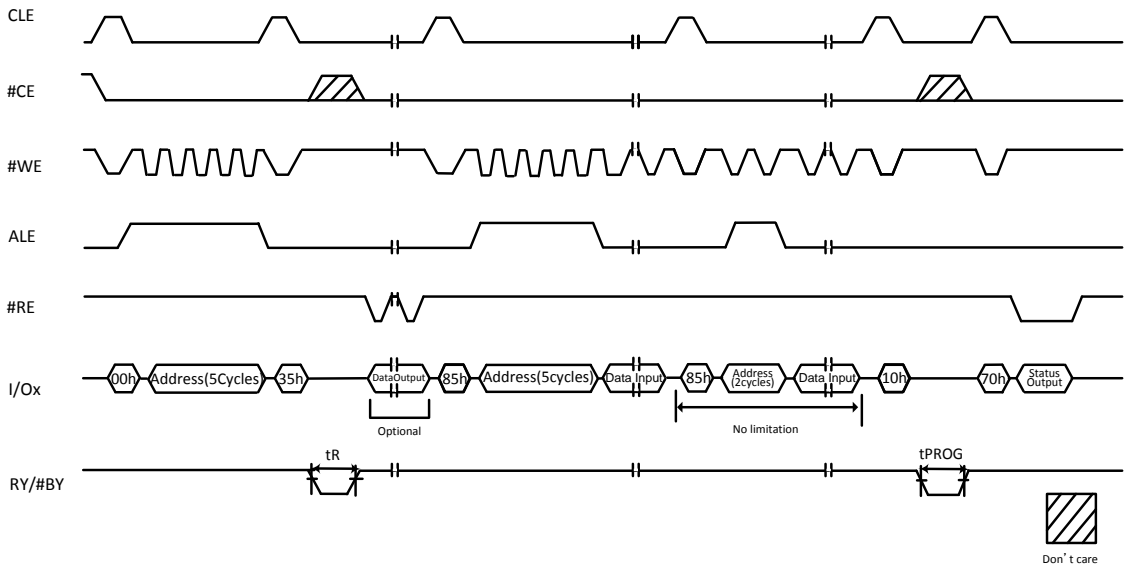 CLE
#CE
#WE
ALE
#RE
I/Ox
00h Address(5Cycles) 35h DataOutput 85h Address(5cycles) Data Input 85h Address (2cycles) Data Input 10h 70h Status Output
Optional
No limitation
RY/#BY
tR
tPROG
Don't care